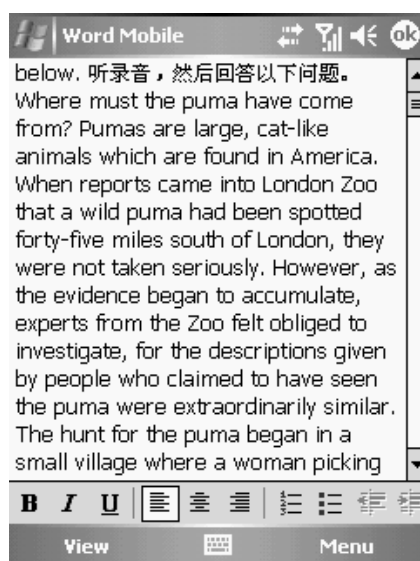 Word Mobile
ok
below. 听录音，然后回答以下问题。
Where must the puma have come
from? Pumas are large, cat-like
animals which are found in America.
When reports came into London Zoo
that a wild puma had been spotted
forty-five miles south of London, they
were not taken seriously. However, as
the evidence began to accumulate,
experts from the Zoo felt obliged to
investigate, for the descriptions given
by people who claimed to have seen
the puma were extraordinarily similar.
The hunt for the puma began in a
small village where a woman picking
B I U
View Menu